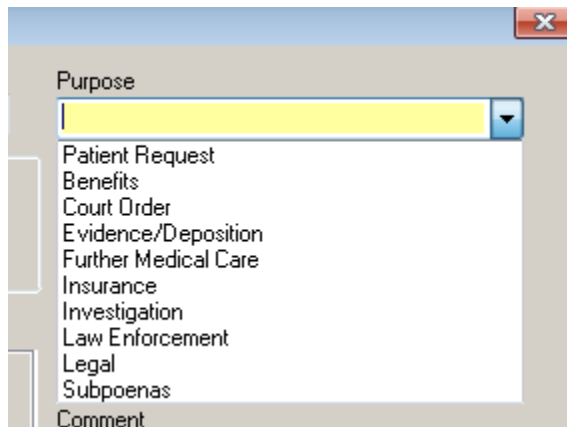 Purpose
Patient Request
Benefits
Court Order
Evidence/Deposition
Further Medical Care
Insurance
Investigation
Law Enforcement
Legal
Subpoenas
Comment